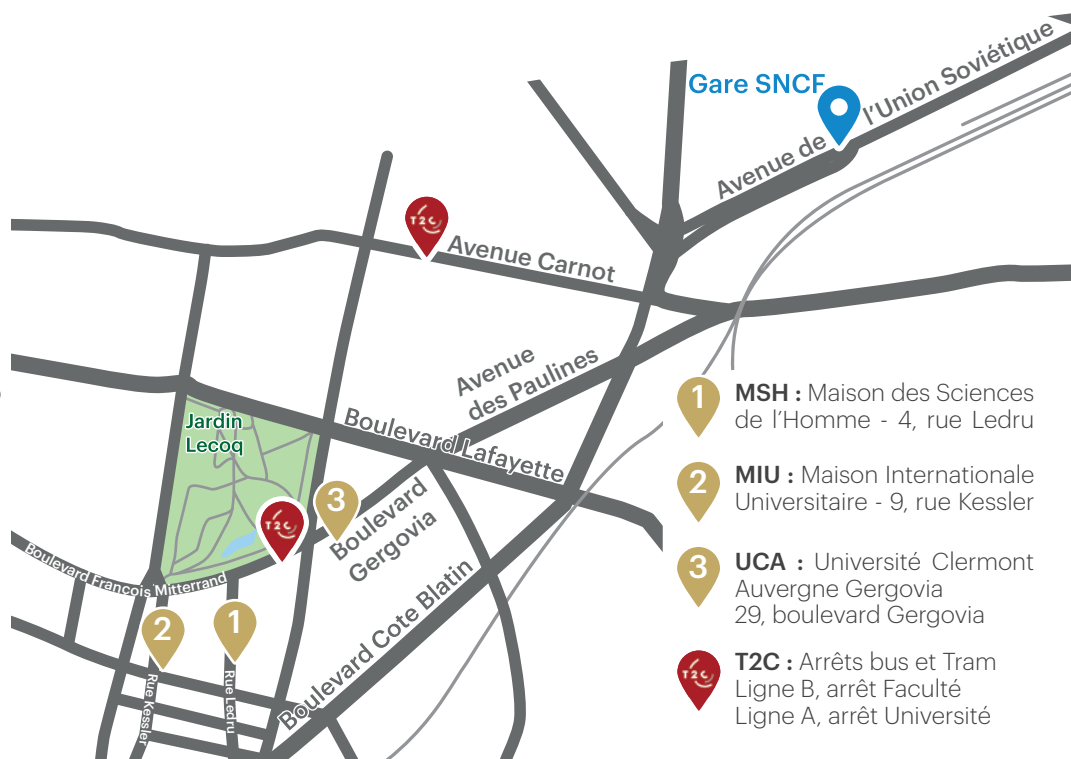 Gare SNCF
Avenue de l'Union Soviétique
T2C
Avenue Carnot
Avenue
des Paulines
Jardin
Lecoq
Boulevard Lafayette
3
T2C
Boulevard
Gergovia
Boulevard François Mitterrand
2
1
Boulevard Cote Blatin
Rue Kessler
Rue Ledru
1
MSH : Maison des Sciences
de l'Homme - 4, rue Ledru
2
MIU : Maison Internationale
Universitaire - 9, rue Kessler
3
UCA : Université Clermont
Auvergne Gergovia
29, boulevard Gergovia
T2C
T2C : Arrêts bus et Tram
Ligne B, arrêt Faculté
Ligne A, arrêt Université